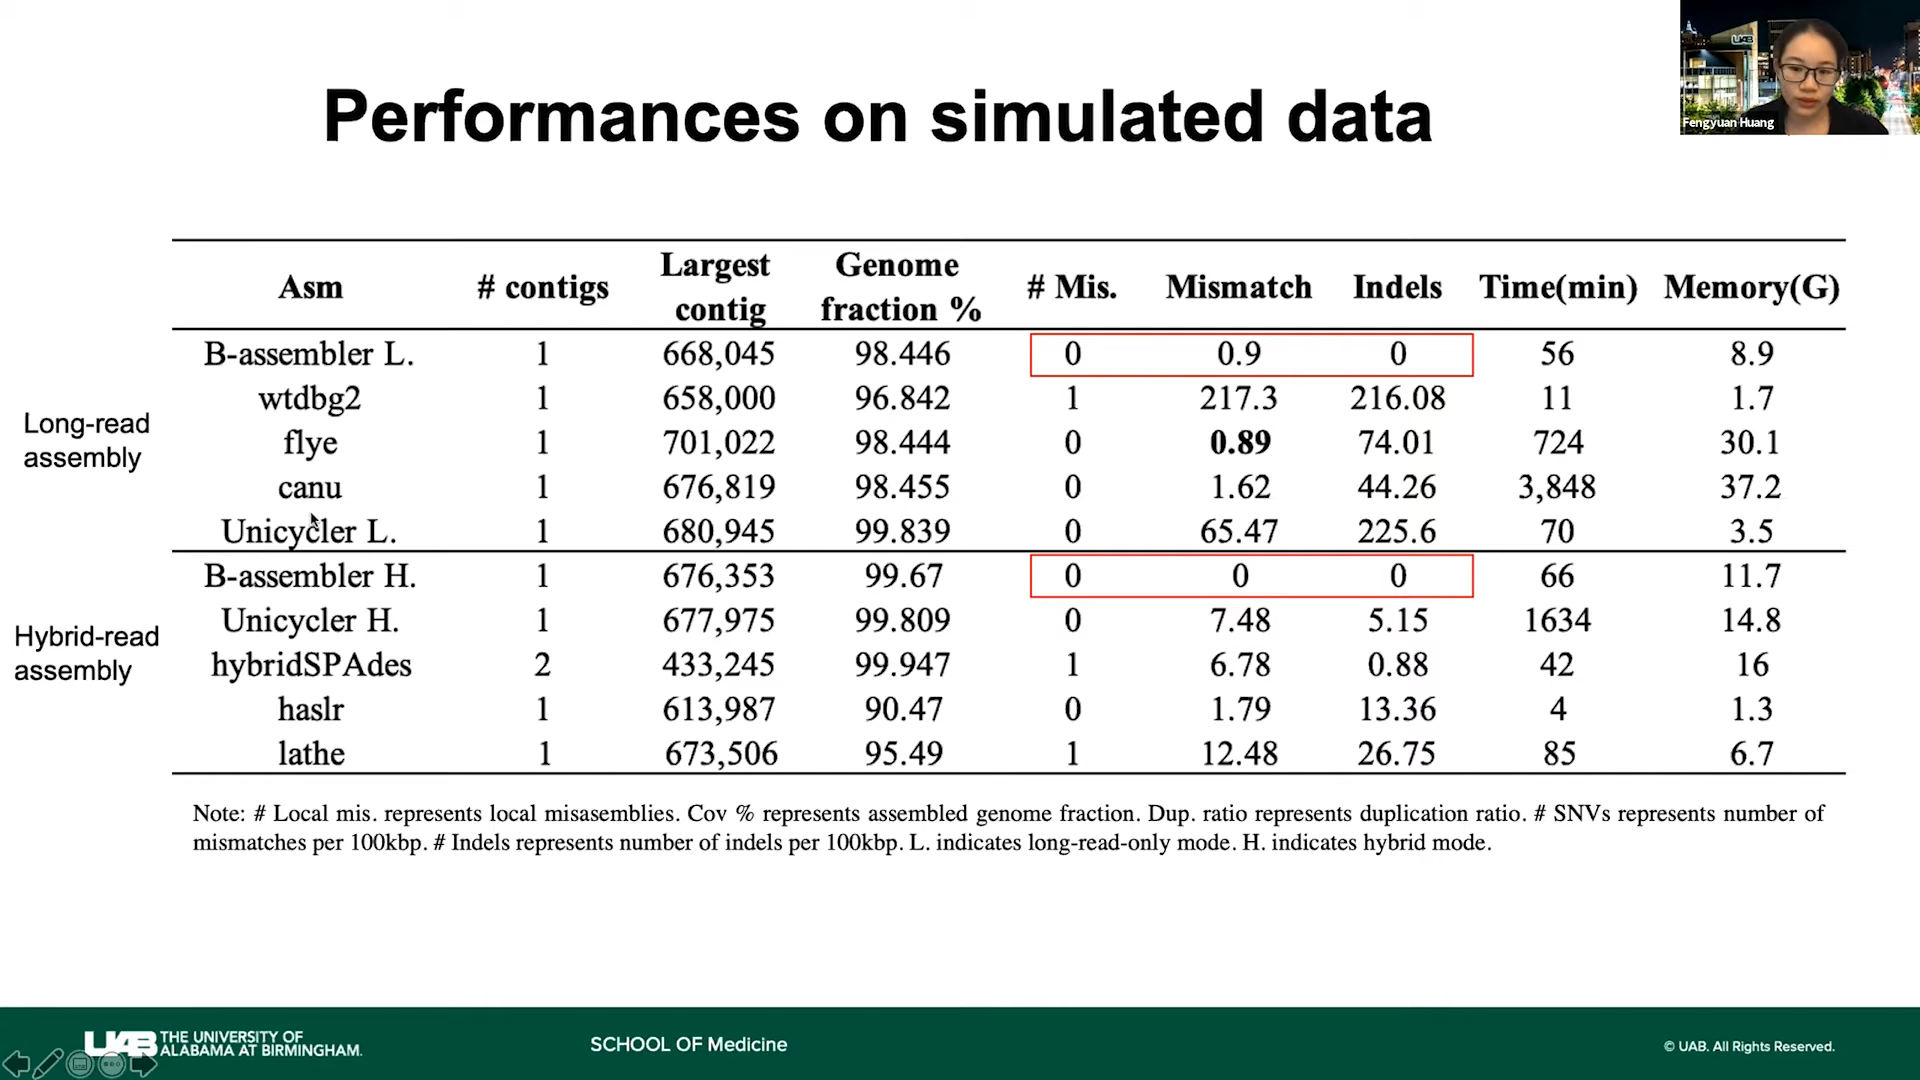 Performances on simulated data
Fengyuan Huang
UAB
Asm # contigs Largest contig Genome fraction % # Mis. Mismatch Indels Time(min) Memory(G)
Long-read assembly
B-assembler L. 1 668,045 98.446 0 0.9 0 56 8.9
wtdbg2 1 658,000 96.842 1 217.3 216.08 11 1.7
flye 1 701,022 98.444 0 0.89 74.01 724 30.1
canu 1 676,819 98.455 0 1.62 44.26 3,848 37.2
Unicycler L. 1 680,945 99.839 0 65.47 225.6 70 3.5
Hybrid-read assembly
B-assembler H. 1 676,353 99.67 0 0 0 66 11.7
Unicycler H. 1 677,975 99.809 0 7.48 5.15 1634 14.8
hybridSPAdes 2 433,245 99.947 1 6.78 0.88 42 16
haslr 1 613,987 90.47 0 1.79 13.36 4 1.3
lathe 1 673,506 95.49 1 12.48 26.75 85 6.7
Note: # Local mis. represents local misasemblies. Cov % represents assembled genome fraction. Dup. ratio represents duplication ratio. # SNVs represents number of
mismatches per 100kbp. # Indels represents number of indels per 100kbp. L. indicates long-read-only mode. H. indicates hybrid mode.
UAB THE UNIVERSITY OF
ALABAMA AT BIRMINGHAM.
SCHOOL OF Medicine
© UAB. All Rights Reserved.